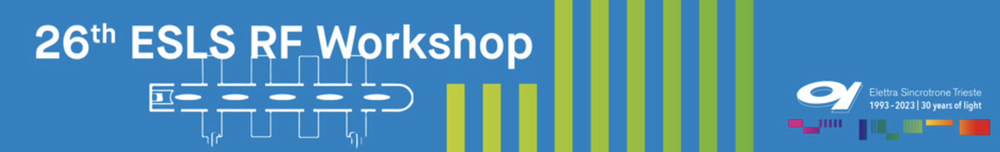 26th ESLS RF Workshop
Elettra Sincrotrone Trieste
1993-2023 | 30 years of light